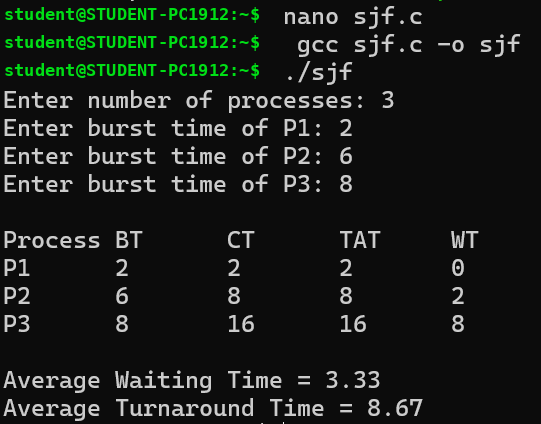 student@STUDENT-PC1912:~$ nano sjf.c
student@STUDENT-PC1912:~$ gcc sjf.c -o sjf
student@STUDENT-PC1912:~$ ./sjf
Enter number of processes: 3
Enter burst time of P1: 2
Enter burst time of P2: 6
Enter burst time of P3: 8
Process BT CT TAT WT
P1 2 2 2 0
P2 6 8 8 2
P3 8 16 16 8
Average Waiting Time = 3.33
Average Turnaround Time = 8.67